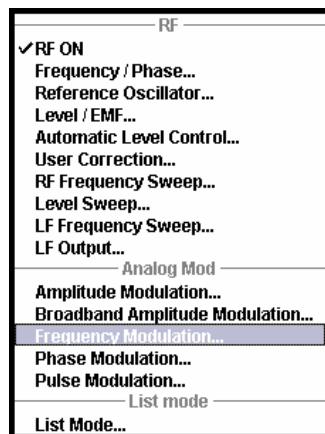 RF
✓RF ON
Frequency / Phase...
Reference Oscillator...
Level / EMF...
Automatic Level Control...
User Correction...
RF Frequency Sweep...
Level Sweep...
LF Frequency Sweep...
LF Output...
Analog Mod
Amplitude Modulation...
Broadband Amplitude Modulation...
Frequency Modulation...
Phase Modulation...
Pulse Modulation...
List mode
List Mode...